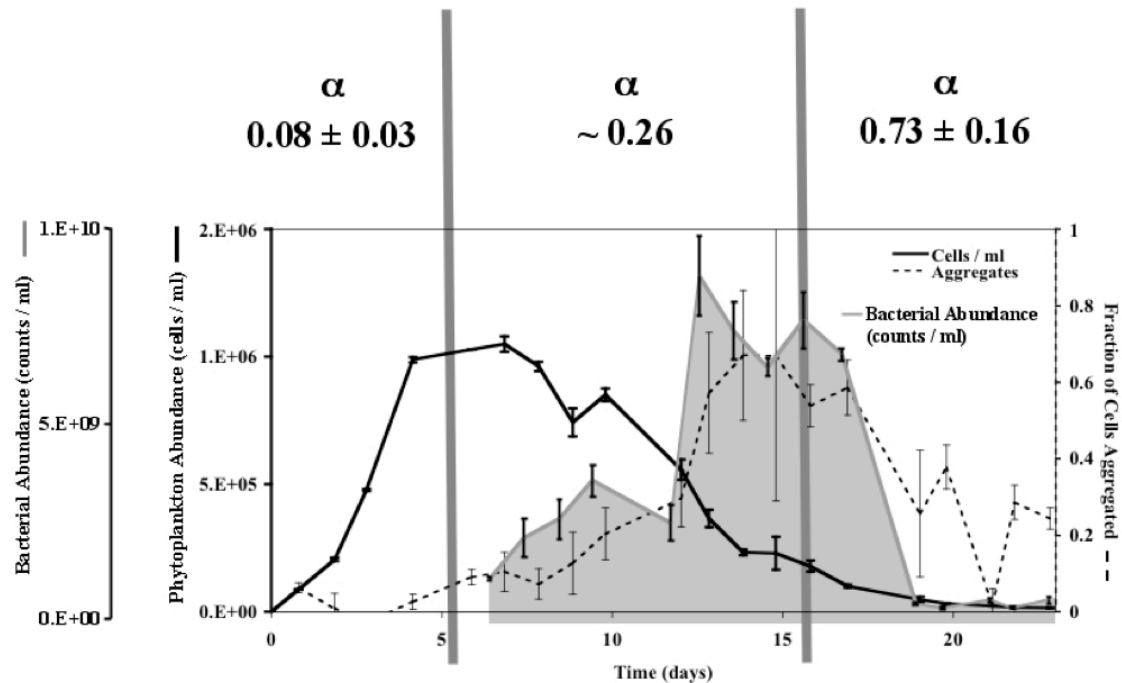 α
0.08 ± 0.03
α
~ 0.26
α
0.73 ± 0.16
Bacterial Abundance (counts / ml)
1.E+10
5.E+09
0.E+00
Phytoplankton Abundance (cells / ml)
2.E+06
1.E+06
5.E+05
0.E+00
Cells / ml
Aggregates
Bacterial Abundance
(counts / ml)
1
0.8
0.6
0.4
0.2
0
Fraction of Cells
Aggregated
0
5
10
15
20
Time (days)